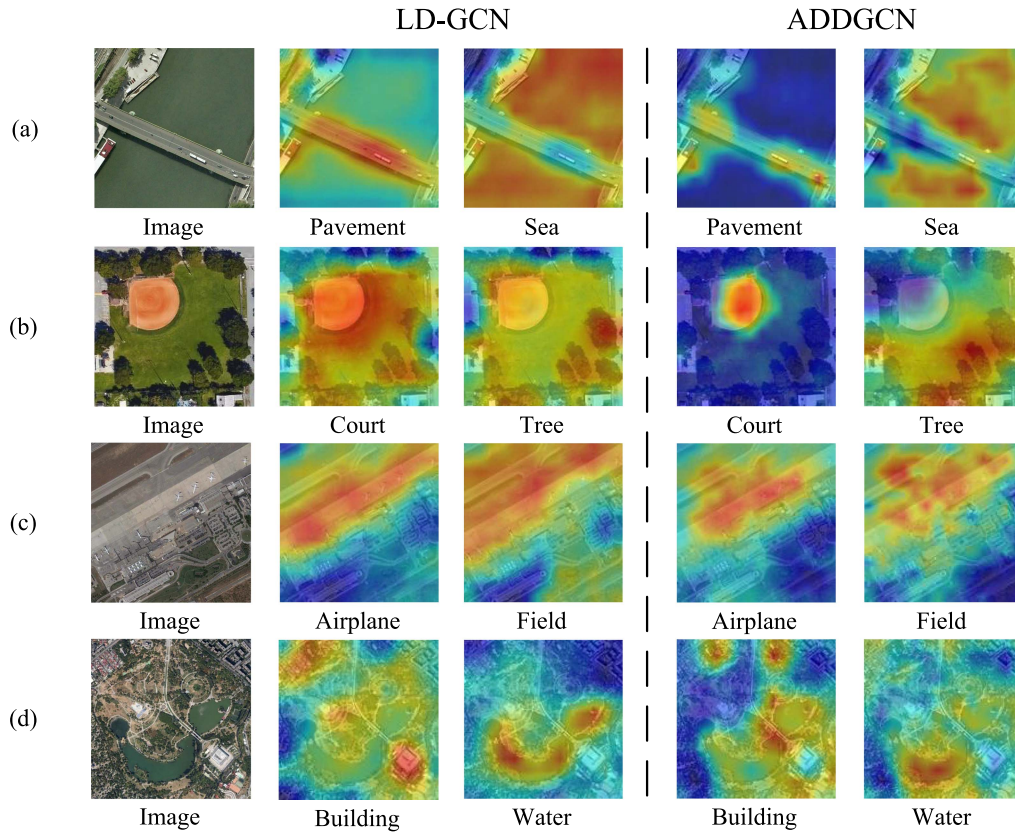 LD-GCN ADDGCN
(a)
Image Pavement Sea Pavement Sea
(b)
Image Court Tree Court Tree
(c)
Image Airplane Field Airplane Field
(d)
Image Building Water Building Water